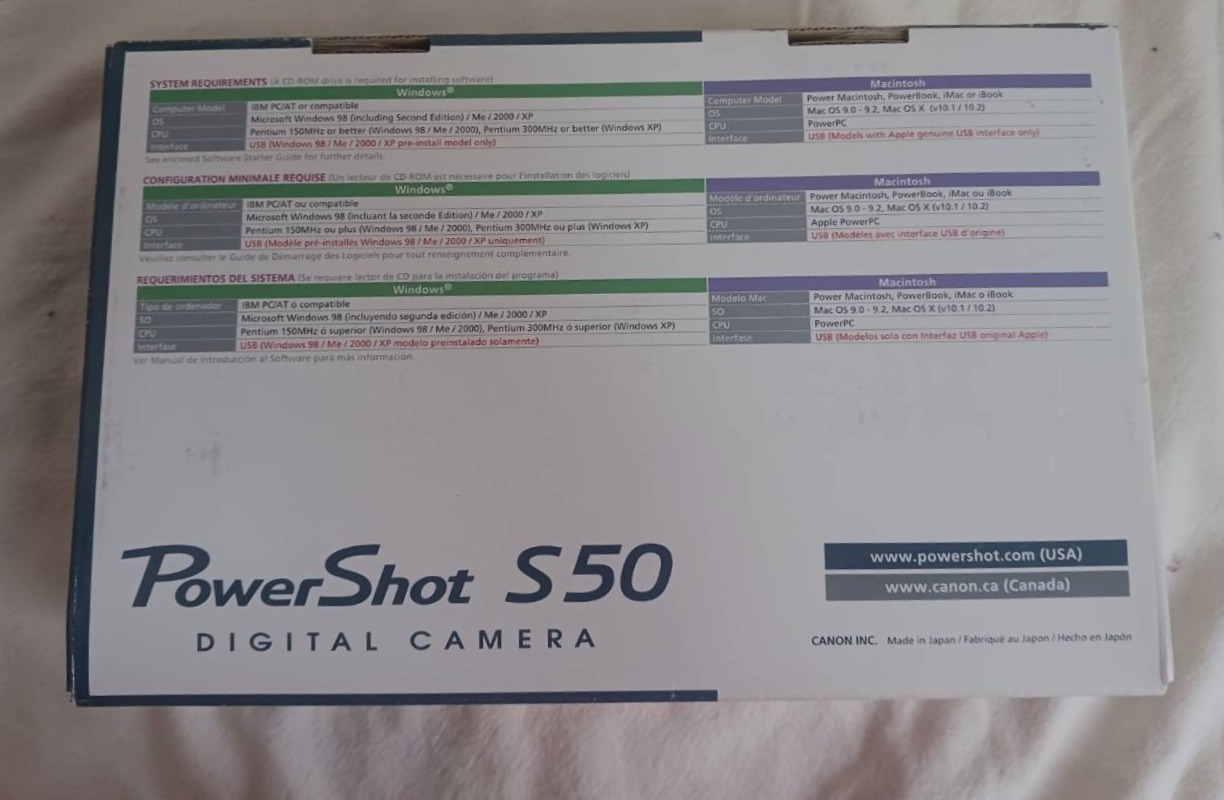 SYSTEM REQUIREMENTS (A CD-ROM drive is required for installing software)
Windows® Macintosh
Computer Model IBM PC/AT or compatible Computer Model Power Macintosh, PowerBook, iMac or iBook
OS Microsoft Windows 98 (including Second Edition) / Me / 2000 / XP OS Mac OS 9.0 - 9.2, Mac OS X (v10.1 / 10.2)
CPU Pentium 150MHz or better (Windows 98 / Me / 2000), Pentium 300MHz or better (Windows XP) CPU PowerPC
Interface USB (Windows 98 / Me / 2000 / XP pre-install model only) Interface USB (Models with Apple genuine USB interface only)
See enclosed Software Starter Guide for further details.
CONFIGURATION MINIMALE REQUISE (Un lecteur de CD-ROM est nécessaire pour l'installation des logiciels)
Windows® Macintosh
Modèle d'ordinateur IBM PC/AT ou compatible Modèle d'ordinateur Power Macintosh, PowerBook, iMac ou iBook
OS Microsoft Windows 98 (incluant la seconde Edition) / Me / 2000 / XP OS Mac OS 9.0 - 9.2, Mac OS X (v10.1 / 10.2)
CPU Pentium 150MHz ou plus (Windows 98 / Me / 2000), Pentium 300MHz ou plus (Windows XP) CPU Apple PowerPC
Interface USB (Modèle pré-installés Windows 98 / Me / 2000 / XP uniquement) Interface USB (Modèles avec interface USB d'origine)
Veuillez consulter le Guide de Démarrage des Logiciels pour tout renseignement complémentaire.
REQUERIMIENTOS DEL SISTEMA (Se requiere lector de CD para la instalación del programa)
Windows® Macintosh
Tipo de ordenador IBM PC/AT ó compatible Modelo Mac Power Macintosh, PowerBook, iMac o iBook
SO Microsoft Windows 98 (incluyendo segunda edición) / Me / 2000 / XP SO Mac OS 9.0 - 9.2, Mac OS X (v10.1 / 10.2)
CPU Pentium 150MHz ó superior (Windows 98 / Me / 2000), Pentium 300MHz ó superior (Windows XP) CPU PowerPC
Interfase USB (Windows 98 / Me / 2000 / XP modelo preinstalado solamente) Interfase USB (Modelos solo con Interfaz USB original Apple)
Ver Manual de introducción al Software para más información.
PowerShot S50
DIGITAL CAMERA
www.powershot.com (USA)
www.canon.ca (Canada)
CANON INC. Made in Japan / Fabriqué au Japon / Hecho en Japón